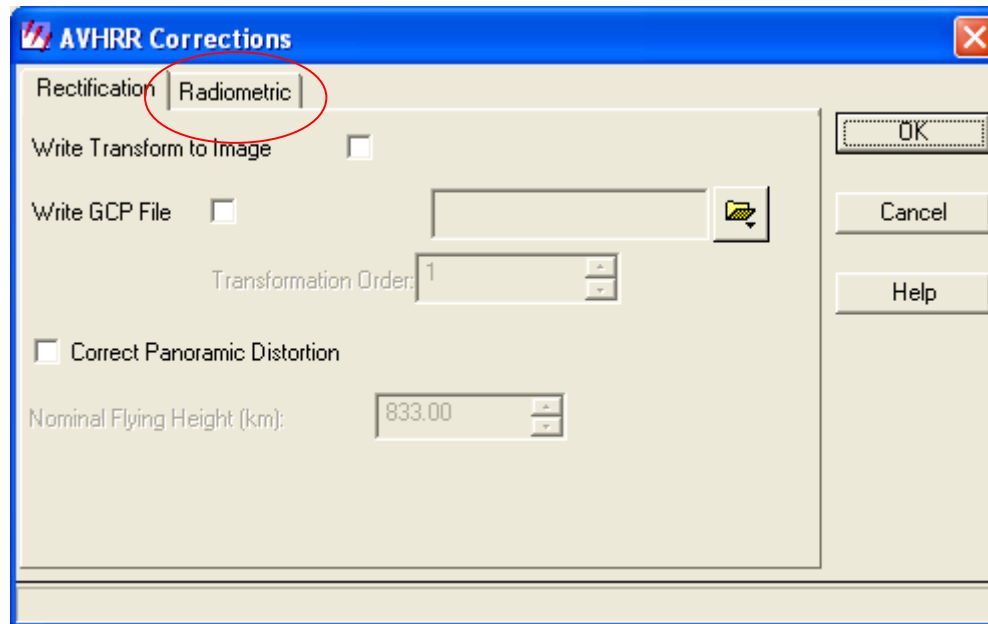 AVHRR Corrections
Rectification Radiometric
Write Transform to Image
OK
Write GCP File
Cancel
Transformation Order: 1
Help
Correct Panoramic Distortion
Nominal Flying Height (km): 833.00